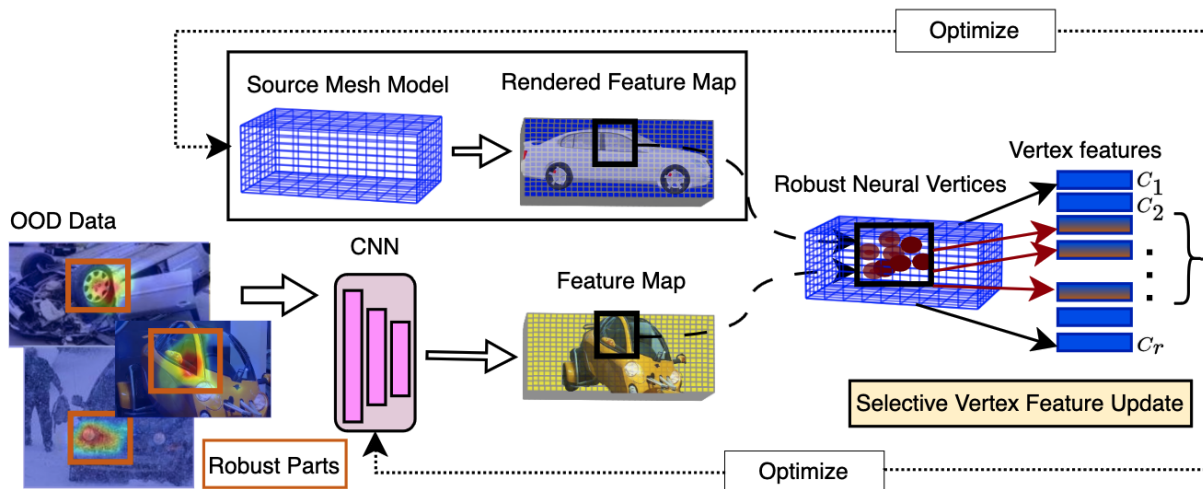 Optimize
Source Mesh Model
Rendered Feature Map
Vertex features
Robust Neural Vertices
C1
C2
OOD Data
CNN
Feature Map
Cr
Selective Vertex Feature Update
Robust Parts
Optimize